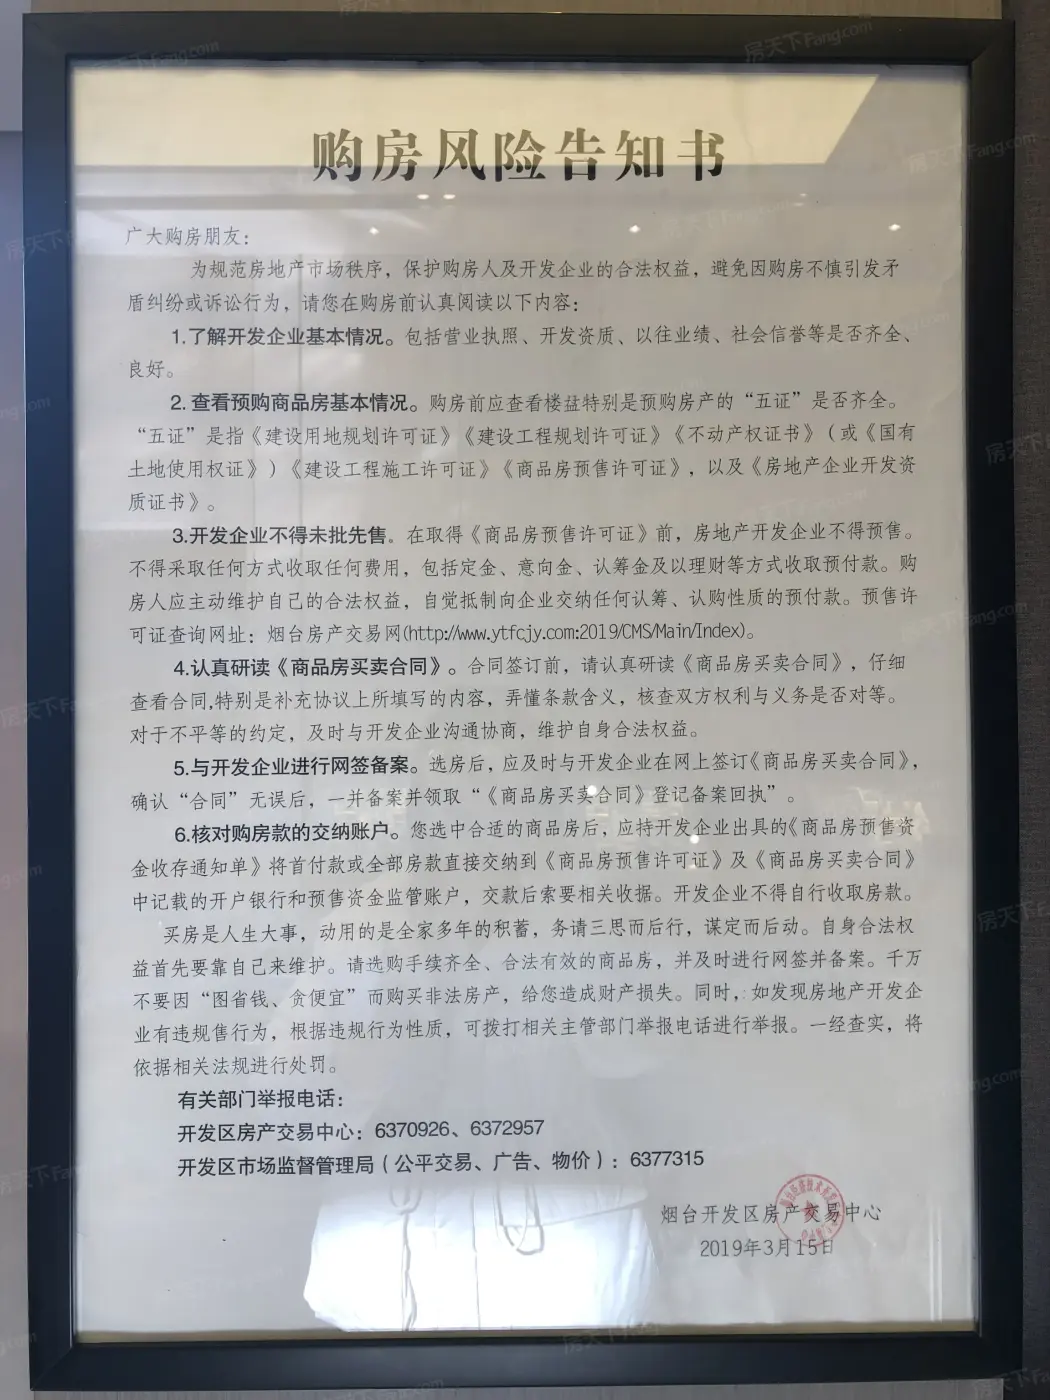 购房风险告知书
广大购房朋友：
为规范房地产市场秩序，保护购房人及开发企业的合法权益，避免因购房不慎引发矛
盾纠纷或诉讼行为，请您在购房前认真阅读以下内容：
1.了解开发企业基本情况。包括营业执照、开发资质、以往业绩、社会信誉等是否齐全、
良好。
2. 查看预购商品房基本情况。购房前应查看楼益特别是预购房产的“五证”是否齐全。
“五证”是指《建设用地规划许可证》《建设工程规划许可证》《不动产权证书》（或《国有
土地使用权证》）《建设工程施工许可证》《商品房预售许可证》，以及《房地产企业开发资
质证书》。
3.开发企业不得未批先售。在取得《商品房预售许可证》前，房地产开发企业不得预售。
不得采取任何方式收取任何费用，包括定金、意向金、认筹金及以理财等方式收取预付款。购
房人应主动维护自己的合法权益，自觉抵制向企业交纳任何认筹、认购性质的预付款。预售许
可证查询网址：烟台房产交易网(http://www.ytfcjy.com:2019/CMS/Main/Index)。
4.认真研读《商品房买卖合同》。合同签订前，请认真研读《商品房买卖合同》，仔细
查看合同,特别是补充协议上所填写的内容，弄懂条款含义，核查双方权利与义务是否对等。
对于不平等的约定，及时与开发企业沟通协商，维护自身合法权益。
5.与开发企业进行网签备案。选房后，应及时与开发企业在网上签订《商品房买卖合同》，
确认“合同”无误后，一并备案并领取“《商品房买卖合同》登记备案回执”。
6.核对购房款的交纳账户。您选中合适的商品房后，应持开发企业出具的《商品房预售资
金收存通知单》将首付款或全部房款直接交纳到《商品房预售许可证》及《商品房买卖合同》
中记载的开户银行和预售资金监管账户，交款后索要相关收据。开发企业不得自行收取房款。
买房是人生大事，动用的是全家多年的积蓄，务请三思而后行，谋定而后动。自身合法权
益首先要靠自己来维护。请选购手续齐全、合法有效的商品房，并及时进行网签并备案。千万
不要因“图省钱、贪便宜”而购买非法房产，给您造成财产损失。同时，如发现房地产开发企
业有违规售行为，根据违规行为性质，可拨打相关主管部门举报电话进行举报。一经查实，将
依据相关法规进行处罚。
有关部门举报电话：
开发区房产交易中心：6370926、6372957
开发区市场监督管理局（公平交易、广告、物价）：6377315
烟台开发区房产交易中心
2019年3月15日
房天下Fang.com